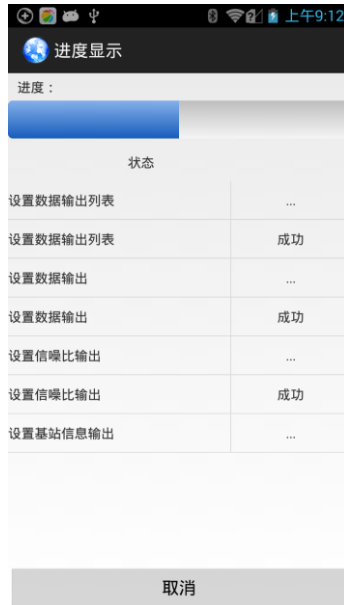 上午9:12
进度显示
进度：
状态
设置数据输出列表 ...
设置数据输出列表 成功
设置数据输出 ...
设置数据输出 成功
设置信噪比输出 ...
设置信噪比输出 成功
设置基站信息输出 ...
取消